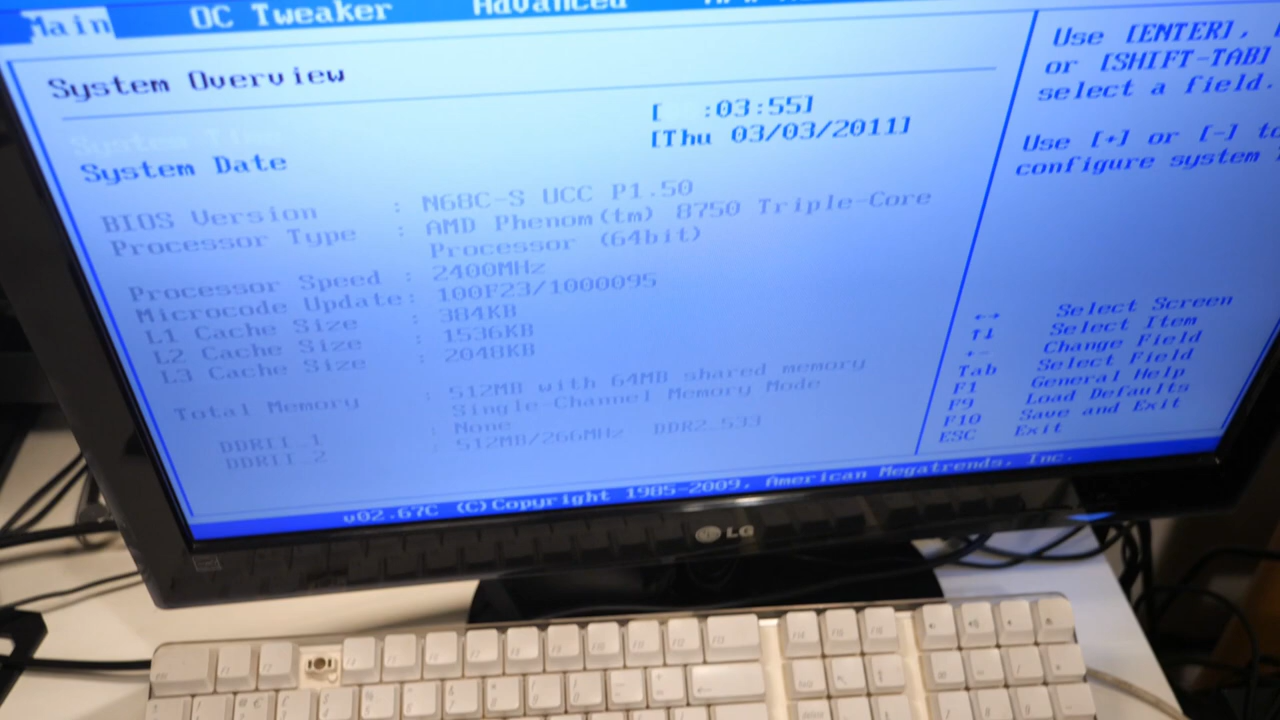 Main OC Tweaker Advanced
System Overview
System Time [ :03:55]
System Date [Thu 03/03/2011]
BIOS Version : N68C-S UCC P1.50
Processor Type : AMD Phenom(tm) 8750 Triple-Core
Processor (64bit)
Processor Speed : 2400MHz
Microcode Update: 100F23/1000095
L1 Cache Size : 384KB
L2 Cache Size : 1536KB
L3 Cache Size : 2048KB
Total Memory : 512MB with 64MB shared memory
Single-Channel Memory Mode
DDRII_1 : None
DDRII_2 : 512MB/266MHz DDR2_533
Use [ENTER],
or [SHIFT-TAB]
select a field.
Use [+] or [-] to
configure system
↔ Select Screen
↑↓ Select Item
+- Change Field
Tab Select Field
F1 General Help
F9 Load Defaults
F10 Save and Exit
ESC Exit
v02.67C (C)Copyright 1985-2009, American Megatrends, Inc.
LG